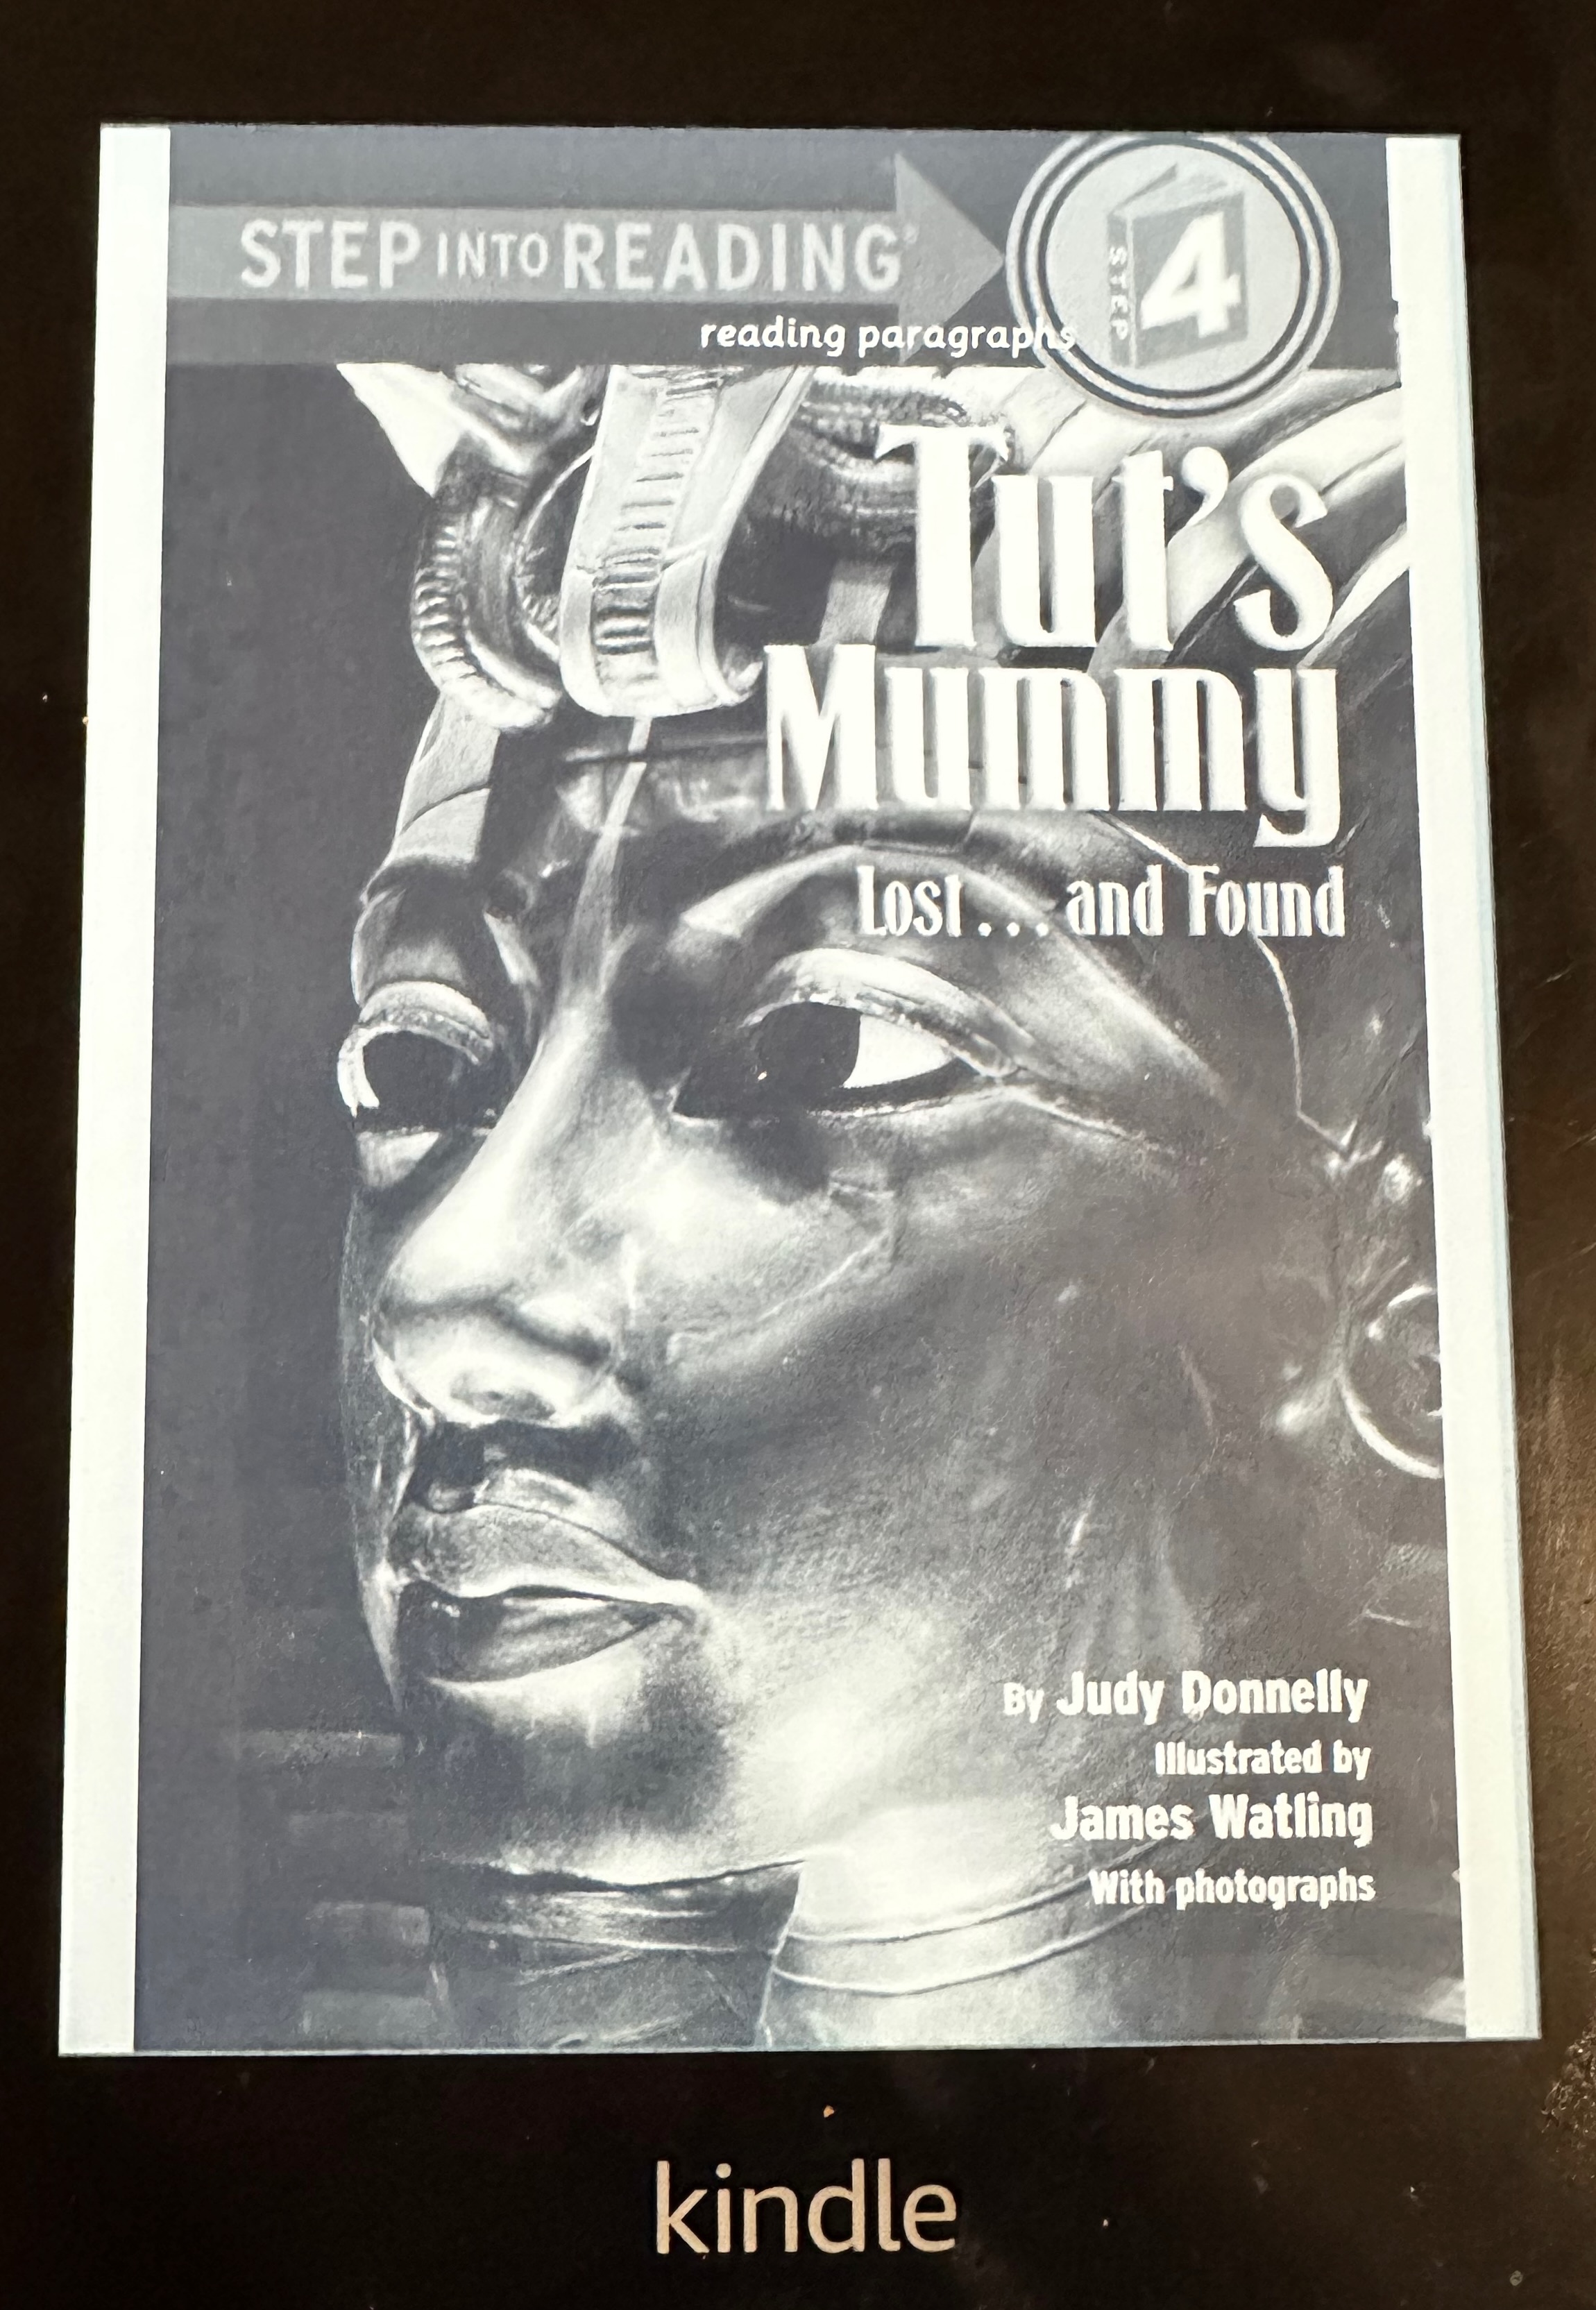 STEP INTO READING®
STEP 4
reading paragraphs
Tut's
Mummy
Lost... and Found
By Judy Donnelly
Illustrated by
James Watling
With photographs
kindle